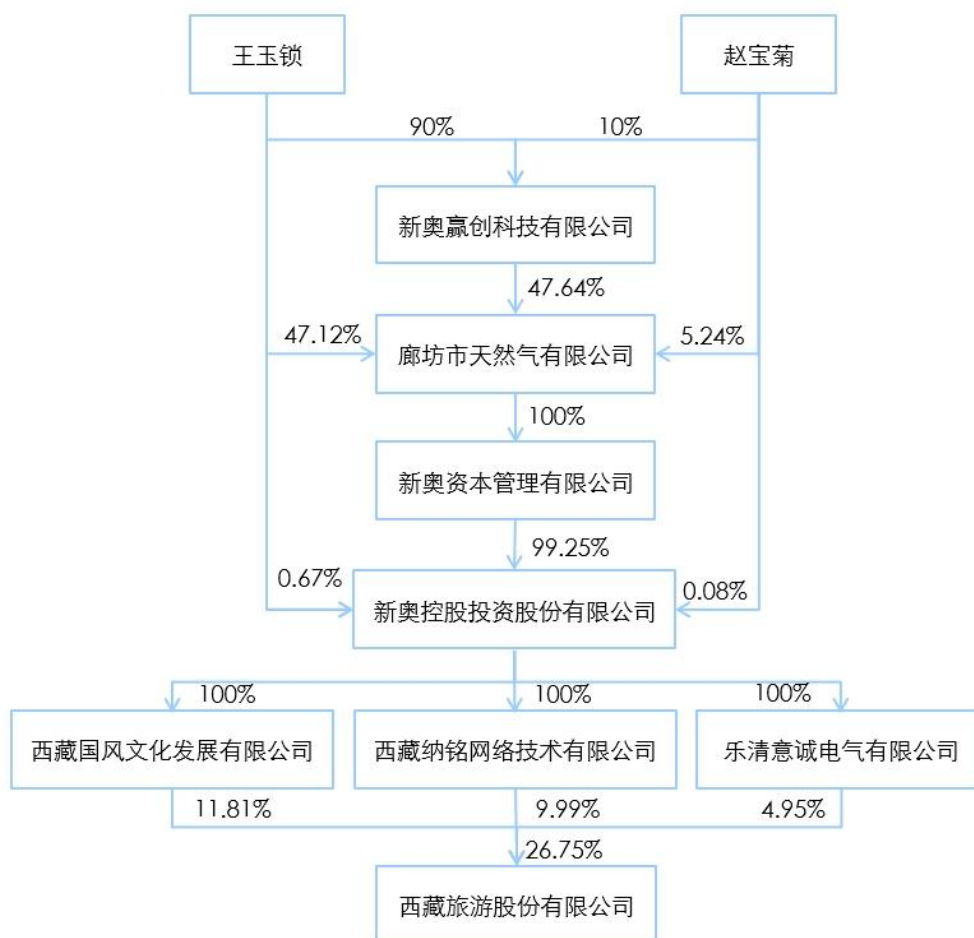 王玉锁
赵宝菊
90%
10%
新奥赢创科技有限公司
47.64%
47.12%
5.24%
廊坊市天然气有限公司
100%
新奥资本管理有限公司
99.25%
0.67%
0.08%
新奥控股投资股份有限公司
100%
100%
100%
西藏国风文化发展有限公司
西藏纳铭网络技术有限公司
乐清意诚电气有限公司
11.81%
9.99%
4.95%
26.75%
西藏旅游股份有限公司